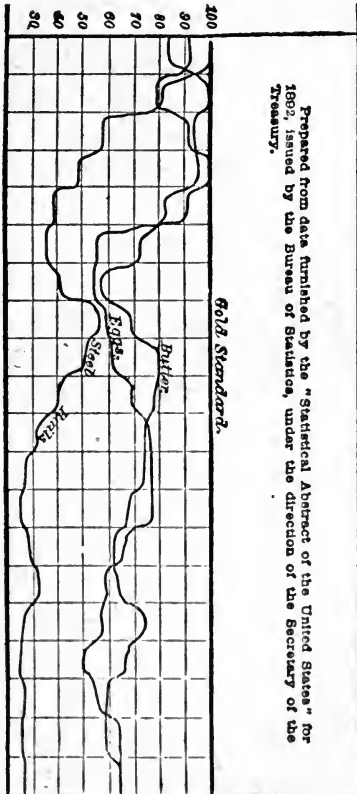 Prepared from data furnished by the "Statistical Abstract of the United States" for
1892, issued by the Bureau of Statistics, under the direction of the Secretary of the
Treasury.
Gold Standard.
100
90
80
70
60
50
40
30
Butter
Eggs.
Steel
Rails